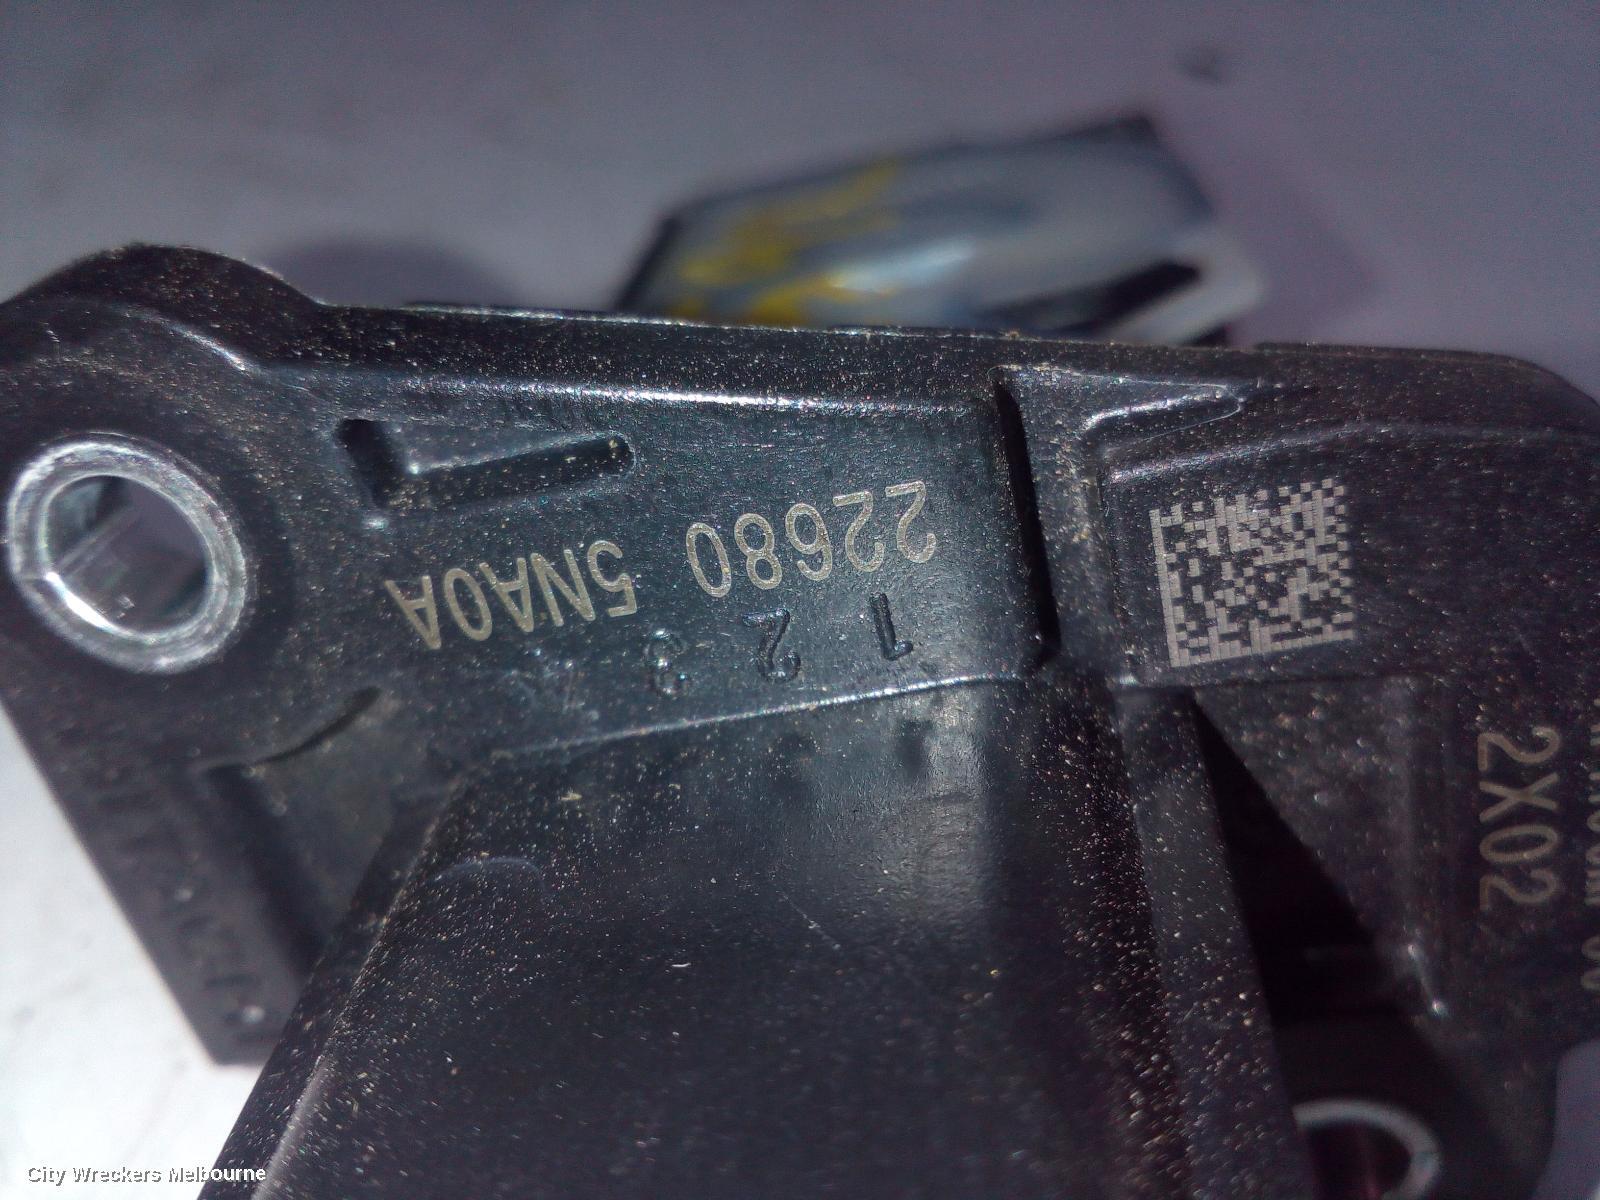 22680 5NA0A
1 2 3
2X02
City Wreckers Melbourne